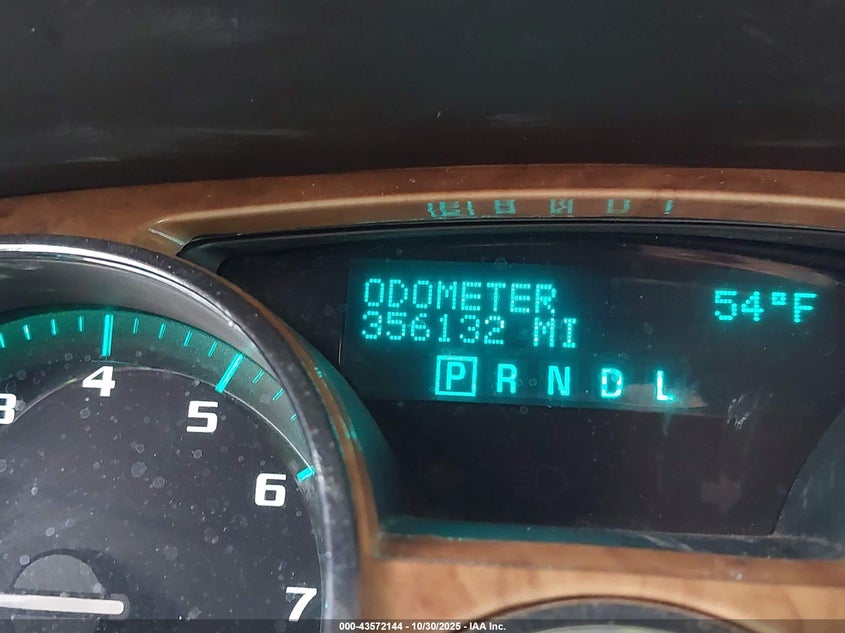 ODOMETER
356132 MI
54°F
P R N D L
4
5
6
7
000-43572144 - 10/30/2025 - IAA Inc.